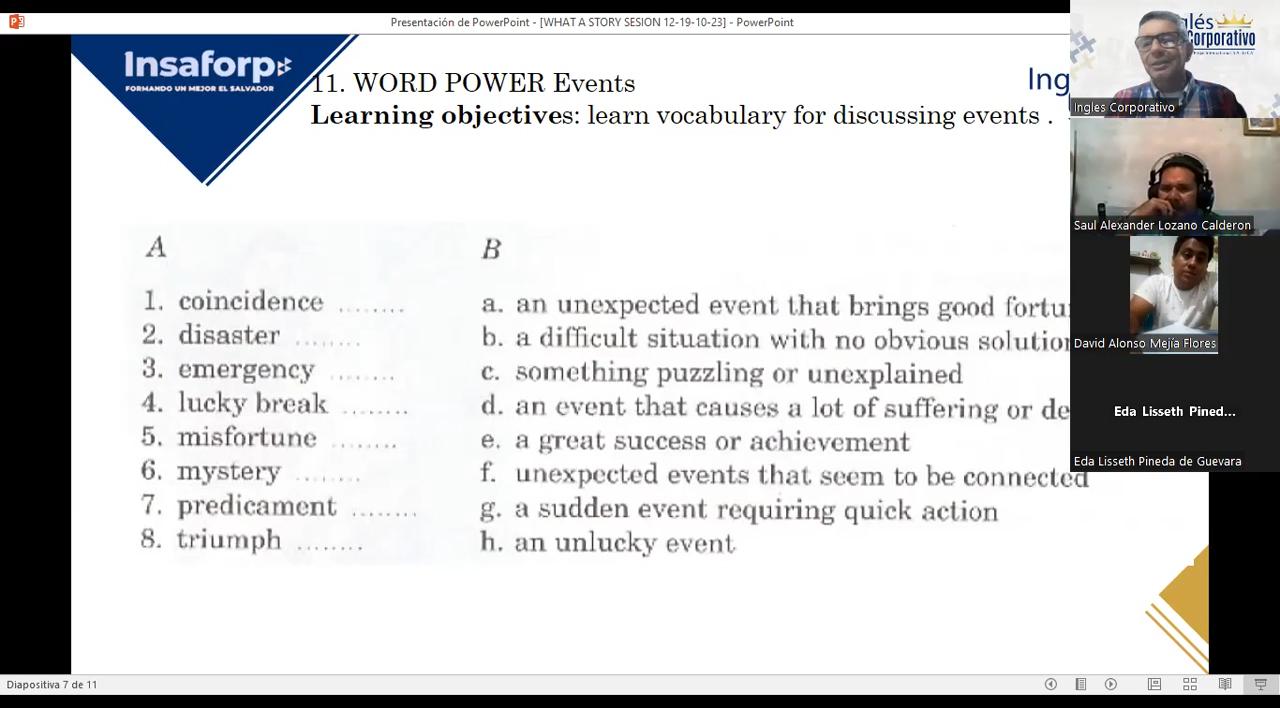 Presentación de PowerPoint - [WHAT A STORY SESION 12-19-10-23] - PowerPoint
Insaforp
FORMANDO UN MEJOR EL SALVADOR
11. WORD POWER Events
Learning objectives: learn vocabulary for discussing events .
Ing
lés
Corporativo
Ingles Corporativo
Saul Alexander Lozano Calderon
David Alonso Mejía Flores
Eda Lisseth Pined...
Eda Lisseth Pineda de Guevara
A
1. coincidence ........
2. disaster ........
3. emergency ........
4. lucky break ........
5. misfortune ........
6. mystery ........
7. predicament ........
8. triumph ........
B
a. an unexpected event that brings good fortu
b. a difficult situation with no obvious solution
c. something puzzling or unexplained
d. an event that causes a lot of suffering or de
e. a great success or achievement
f. unexpected events that seem to be connected
g. a sudden event requiring quick action
h. an unlucky event
Diapositiva 7 de 11